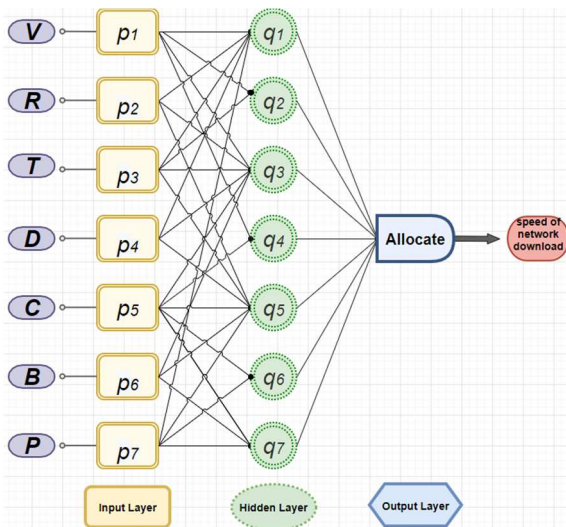 V p1 q1
R p2 q2
T p3 q3
D p4 q4
Allocate
speed of
network
download
C p5 q5
B p6 q6
P p7 q7
Input Layer
Hidden Layer
Output Layer